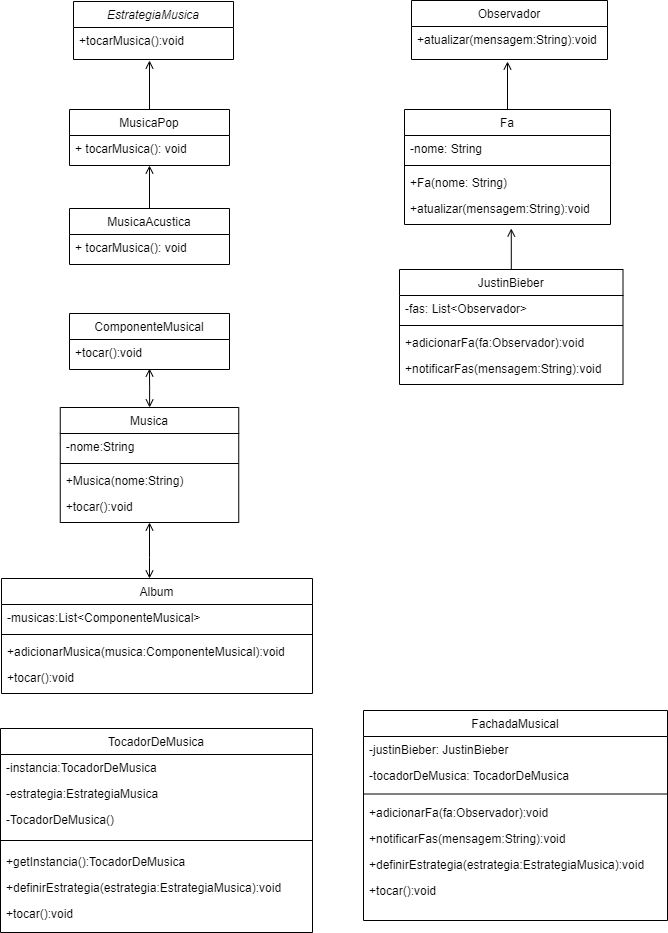 EstrategiaMusica
+tocarMusica():void
MusicaPop
+ tocarMusica(): void
MusicaAcustica
+ tocarMusica(): void
ComponenteMusical
+tocar():void
Musica
-nome:String
+Musica(nome:String)
+tocar():void
Album
-musicas:List<ComponenteMusical>
+adicionarMusica(musica:ComponenteMusical):void
+tocar():void
TocadorDeMusica
-instancia:TocadorDeMusica
-estrategia:EstrategiaMusica
-TocadorDeMusica()
+getInstancia():TocadorDeMusica
+definirEstrategia(estrategia:EstrategiaMusica):void
+tocar():void
Observador
+atualizar(mensagem:String):void
Fa
-nome: String
+Fa(nome: String)
+atualizar(mensagem:String):void
JustinBieber
-fas: List<Observador>
+adicionarFa(fa:Observador):void
+notificarFas(mensagem:String):void
FachadaMusical
-justinBieber: JustinBieber
-tocadorDeMusica: TocadorDeMusica
+adicionarFa(fa:Observador):void
+notificarFas(mensagem:String):void
+definirEstrategia(estrategia:EstrategiaMusica):void
+tocar():void